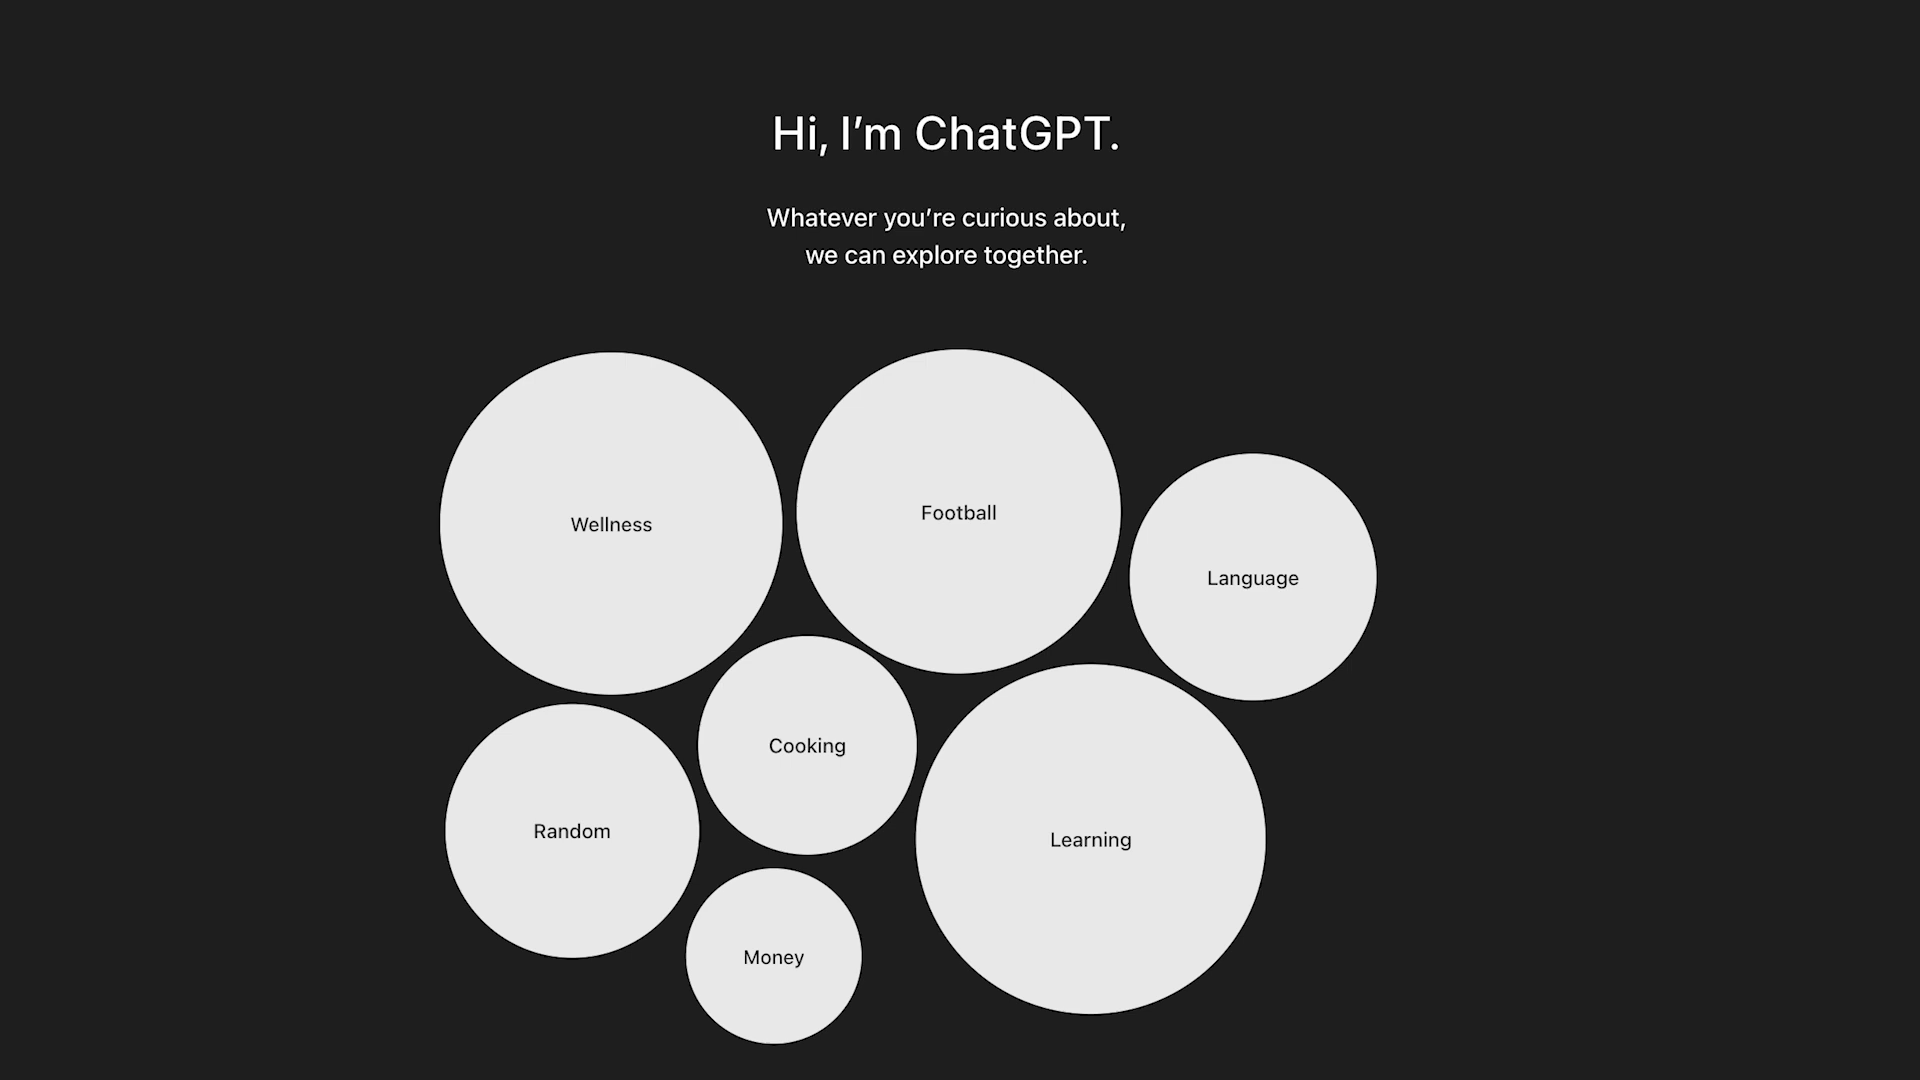 Hi, I’m ChatGPT.
Whatever you’re curious about,
we can explore together.
Wellness
Football
Language
Cooking
Random
Learning
Money